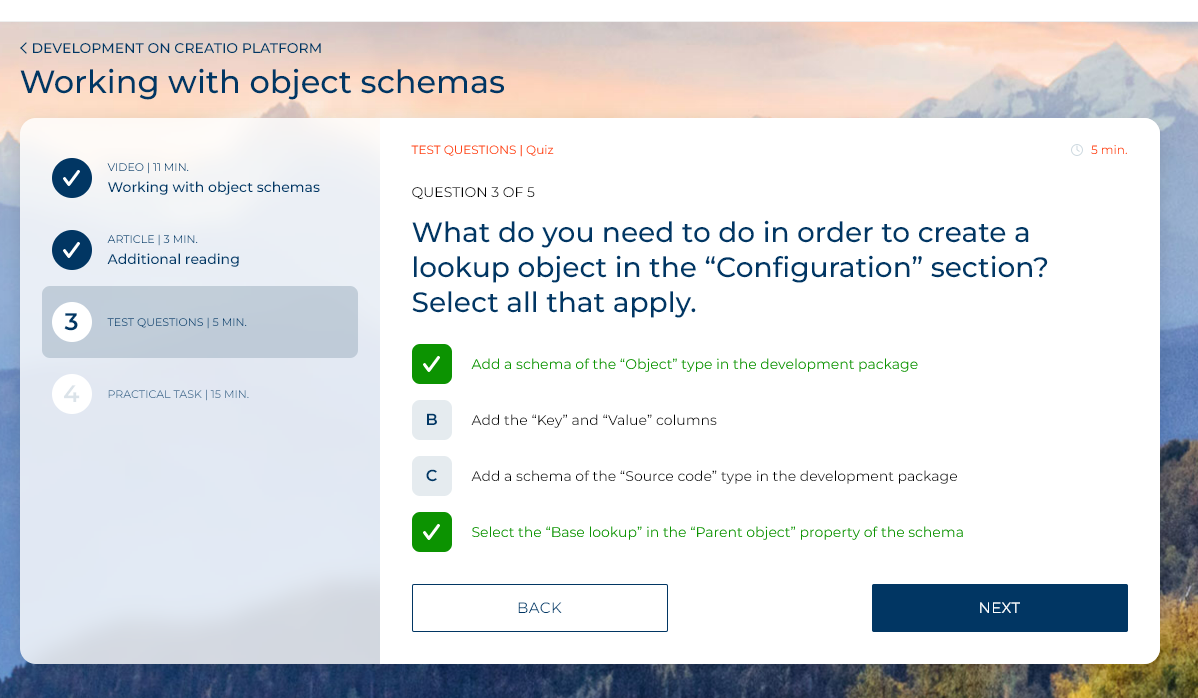 < DEVELOPMENT ON CREATIO PLATFORM
Working with object schemas
VIDEO | 11 MIN.
Working with object schemas
ARTICLE | 3 MIN.
Additional reading
3
TEST QUESTIONS | 5 MIN.
4
PRACTICAL TASK | 15 MIN.
TEST QUESTIONS | Quiz
5 min.
QUESTION 3 OF 5
What do you need to do in order to create a
lookup object in the “Configuration” section?
Select all that apply.
Add a schema of the “Object” type in the development package
B Add the “Key” and “Value” columns
C Add a schema of the “Source code” type in the development package
Select the “Base lookup” in the “Parent object” property of the schema
BACK
NEXT